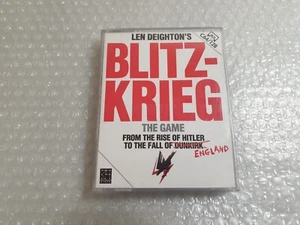 LEN DEIGHTON'S
BLITZ-
KRIEG
THE GAME
FROM THE RISE OF HITLER
TO THE FALL OF DUNKIRK
ENGLAND